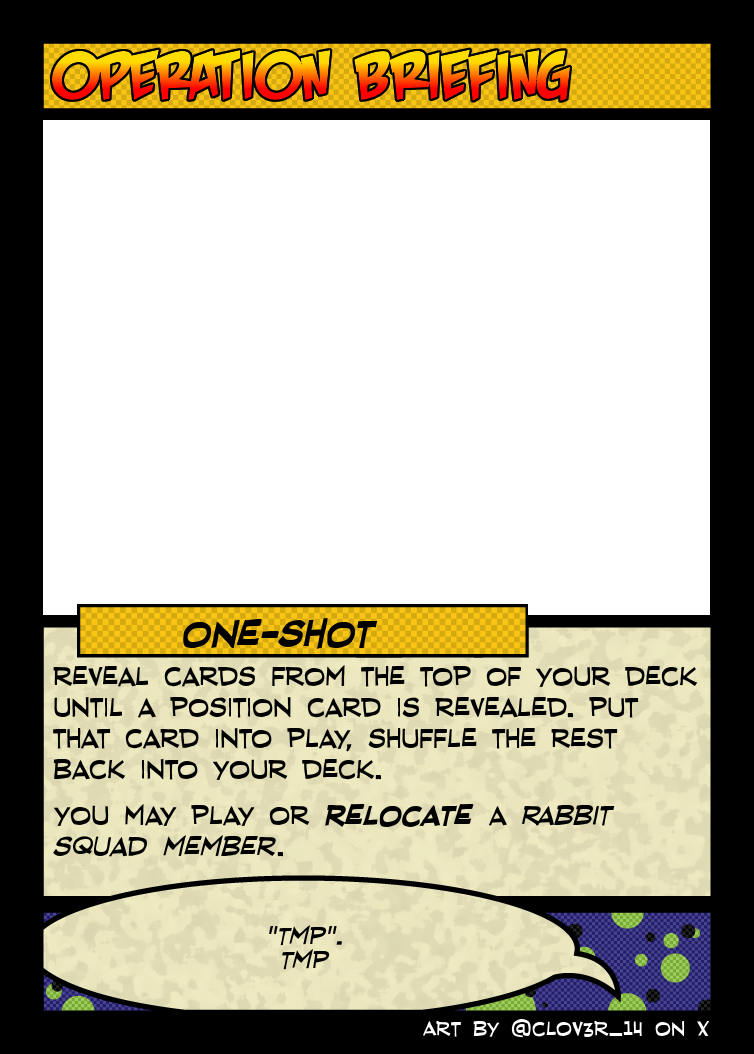 OPERATION BRIEFING
ONE-SHOT
REVEAL CARDS FROM THE TOP OF YOUR DECK
UNTIL A POSITION CARD IS REVEALED. PUT
THAT CARD INTO PLAY, SHUFFLE THE REST
BACK INTO YOUR DECK.
YOU MAY PLAY OR RELOCATE A RABBIT
SQUAD MEMBER.
"TMP".
TMP
ART BY @CLOV3R_14 ON X